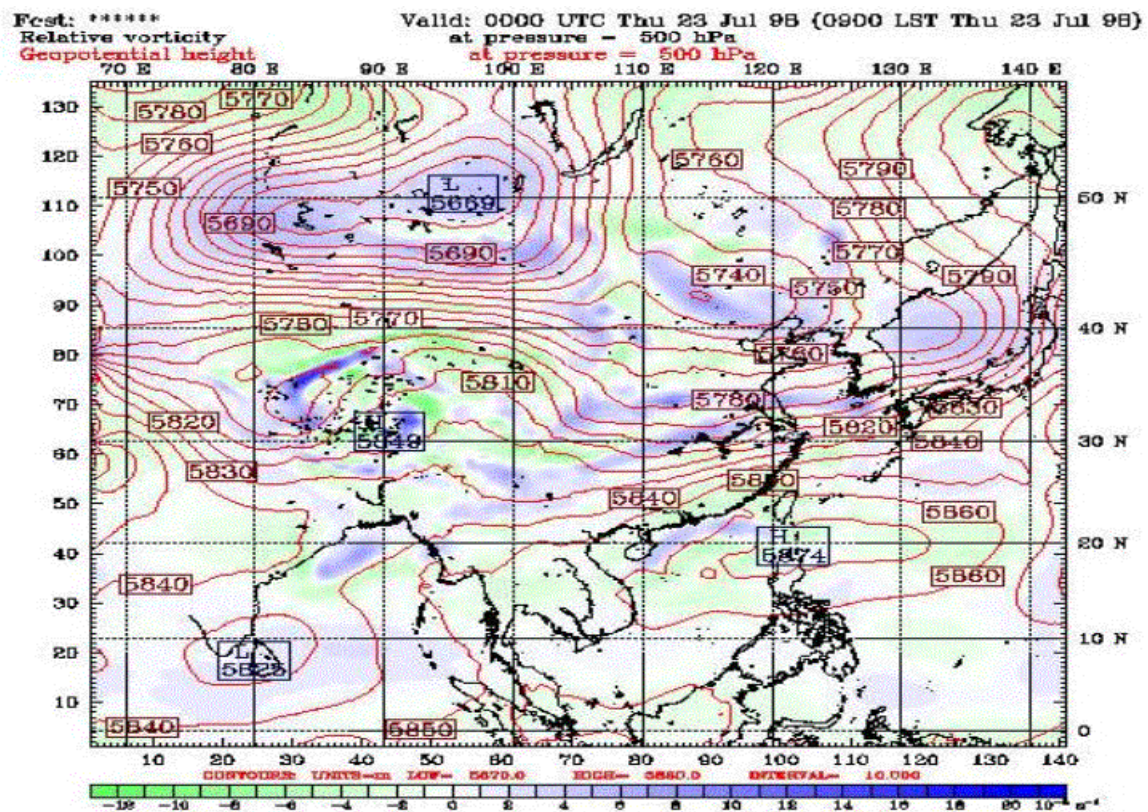 Fcst: ******
Valid: 0000 UTC Thu 23 Jul 98 (0900 LST Thu 23 Jul 98)
Relative vorticity at pressure = 500 hPa
Geopotential height at pressure = 500 hPa
70 E 80 E 90 E 100 E 110 E 120 E 130 E 140 E
130 5780 5770
120 5760 5760 5790
5750 L
5669
50 N
110 5690 5780
100 5690 5740 5770
90 5750 5790
5780 5770 40 N
80 5810 5760
70 5820 5780 5830
H
5849
5820 5840 30 N
60 5830
50 5840 5860
H
5874
20 N
40 5840 5860
30
10 N
20 L
5825
10 5840 5850 0
10 20 30 40 50 60 70 80 90 100 110 120 130 140
CONTOURS: UNITS=m LOW= 5670.0 HIGH= 5880.0 INTERVAL= 10.000
-12 -10 -8 -6 -4 -2 0 2 4 6 8 10 12 14 16 18 20 s-1